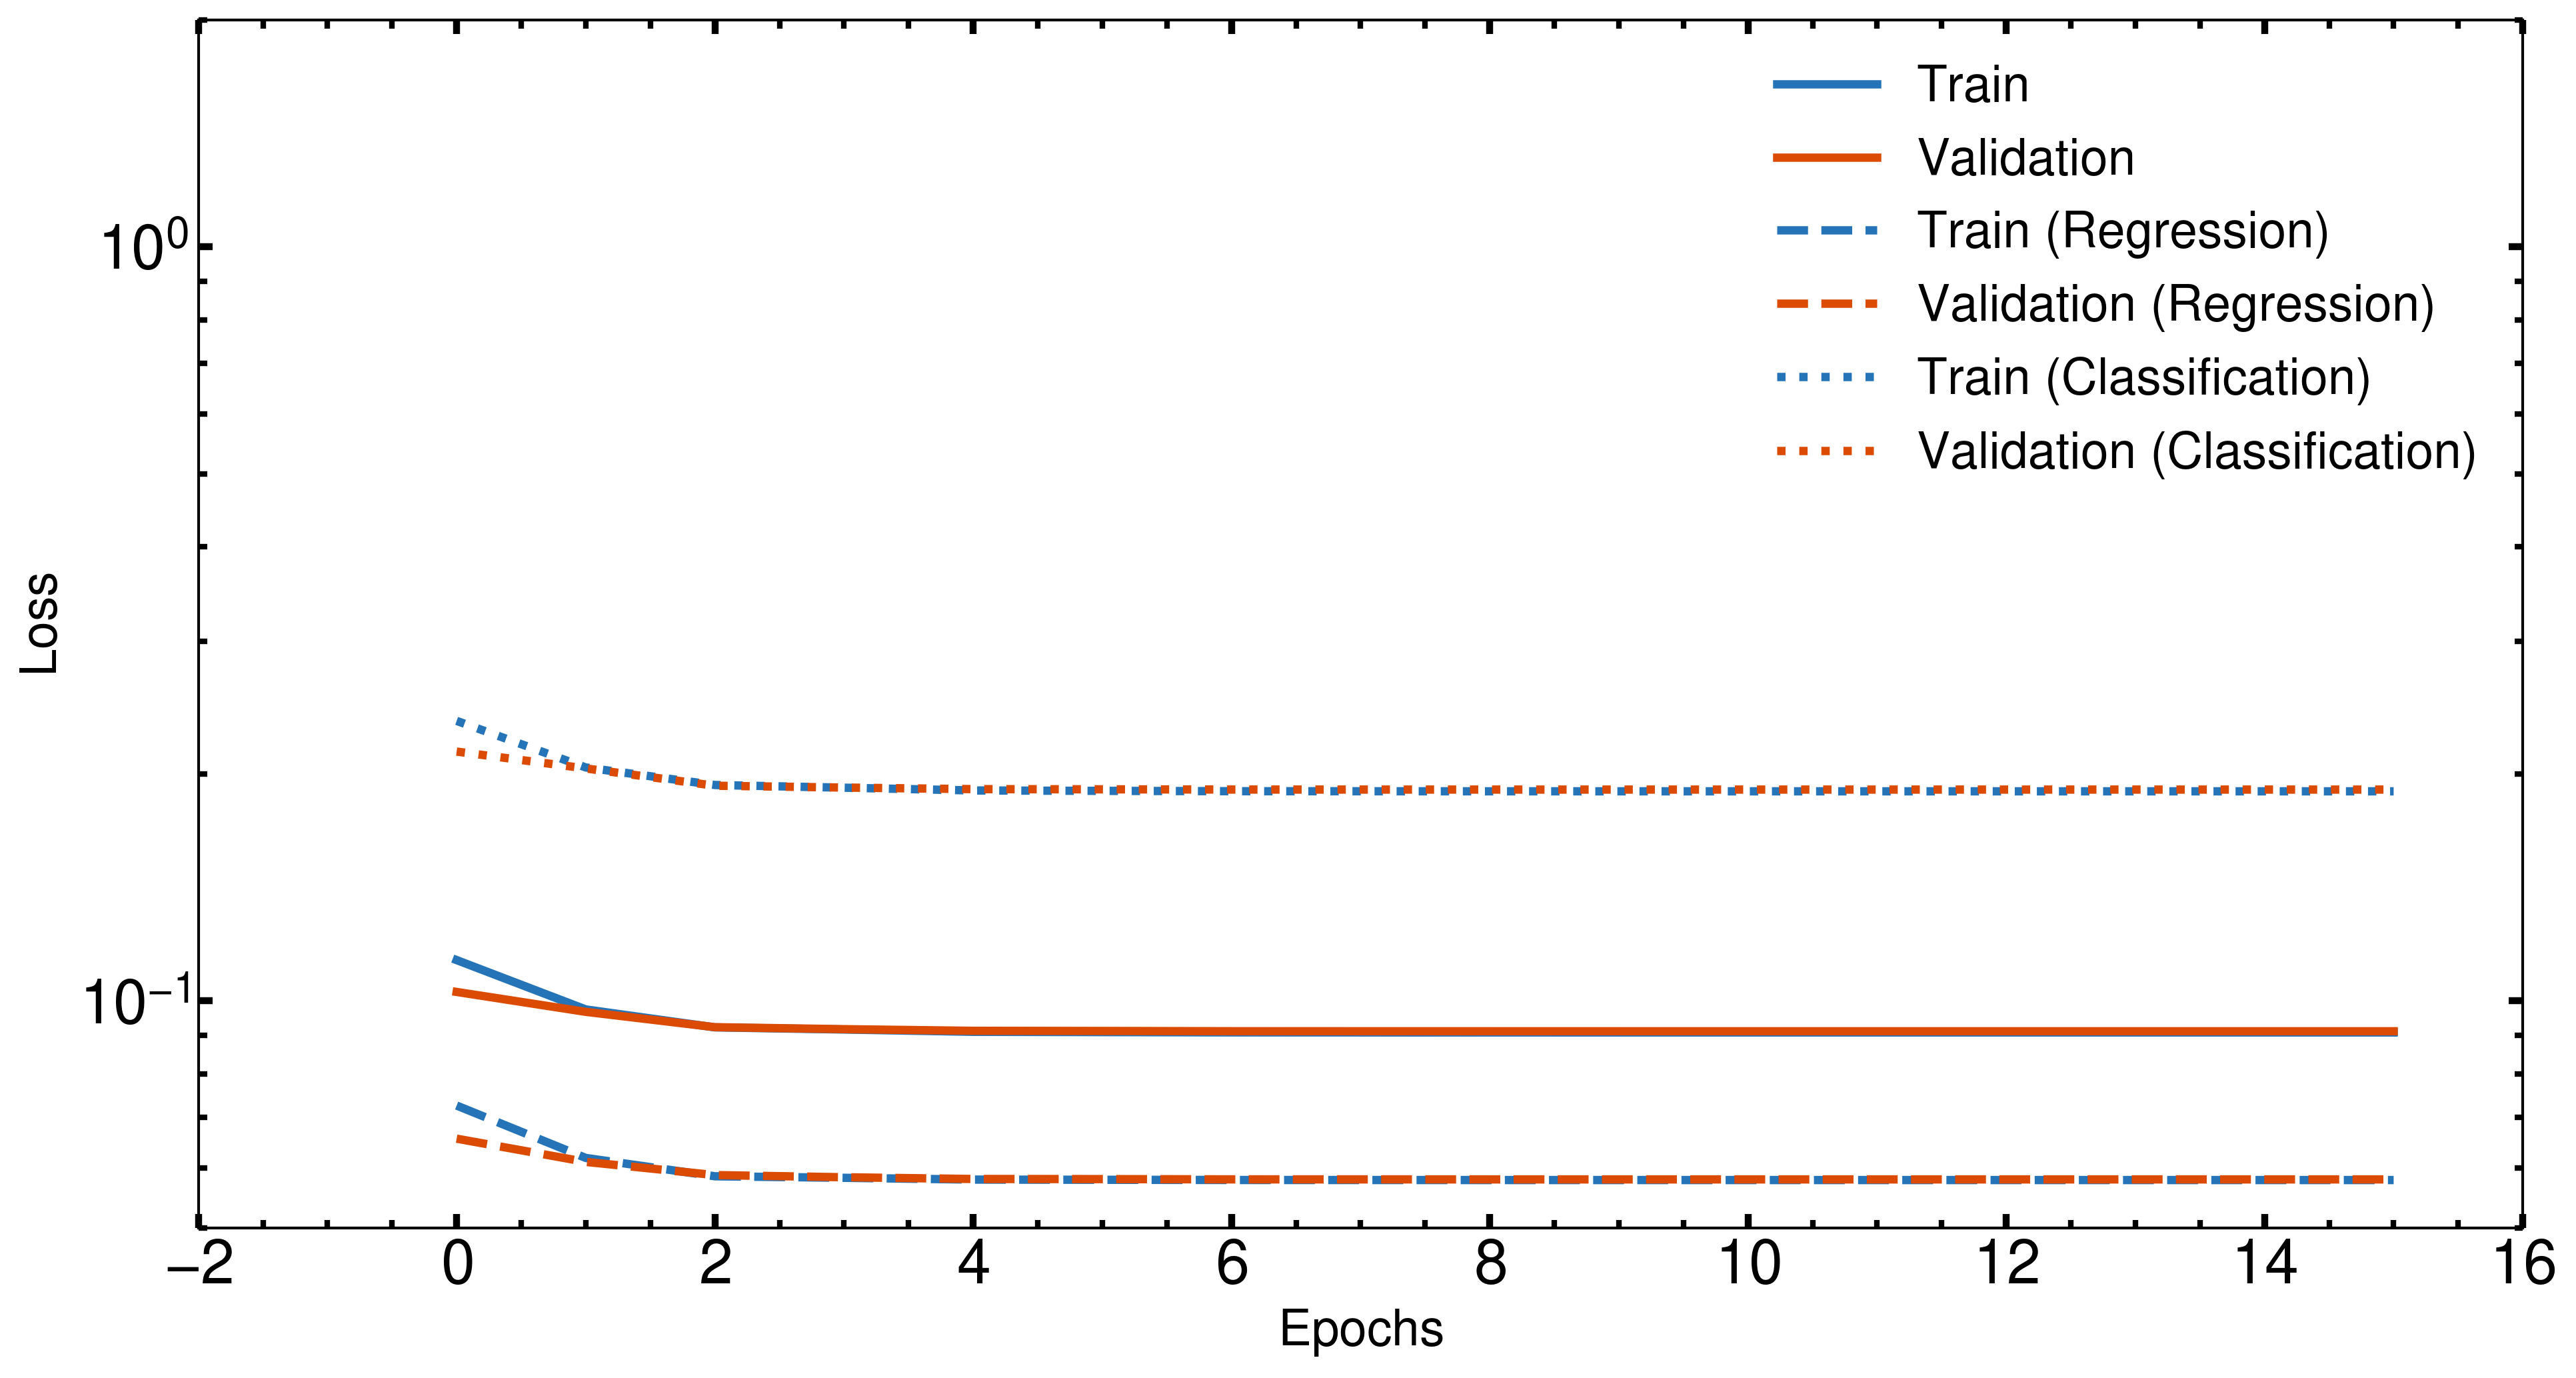 Train
Validation
Train (Regression)
Validation (Regression)
Train (Classification)
Validation (Classification)
10⁰
10⁻¹
Loss
−2 0 2 4 6 8 10 12 14 16
Epochs